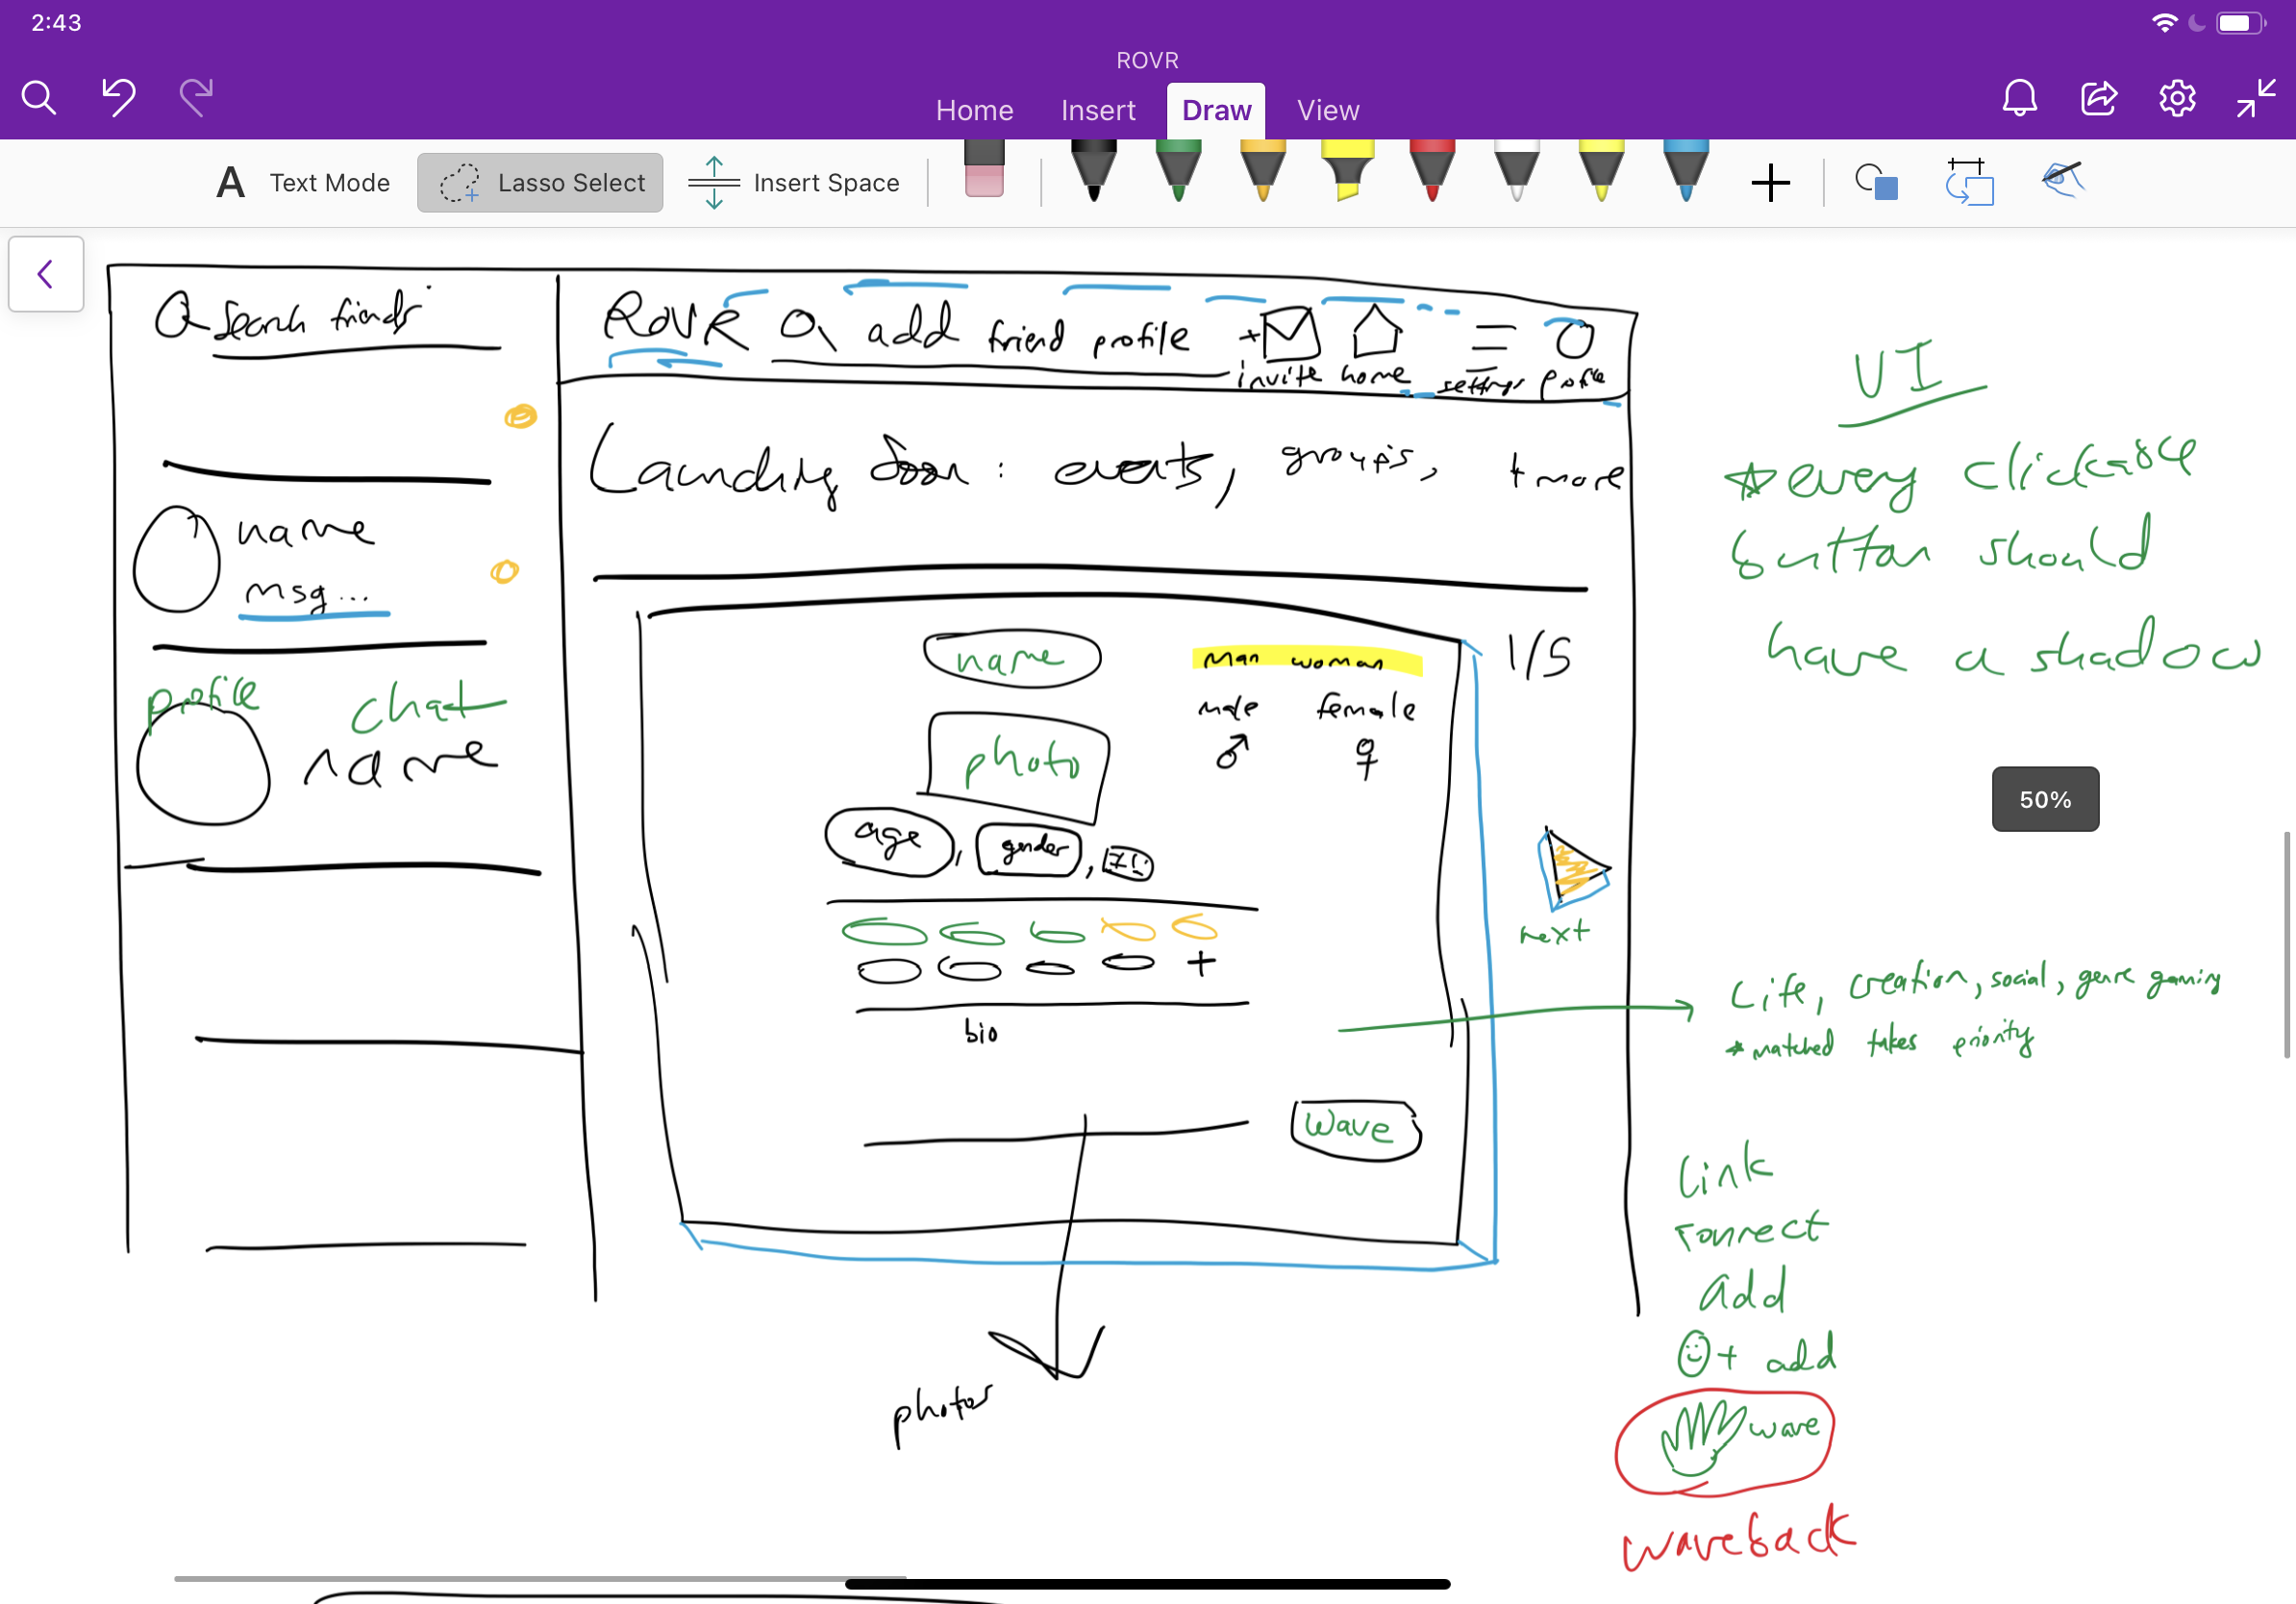 2:43
ROVR
Home Insert Draw View
A Text Mode Lasso Select Insert Space
Search friends
ROVR add friend profile
+ invite home settings profile
Landing : events, groups, + more
name
msg...
profile chat
name
name
man woman
male female
♂ ♀
1/5
photo
age, gender,
+
bio
wave
next
photos
UI
* every clickable
button should
have a shadow
50%
Life, creation, social, genre gaming
* matched takes priority
Link
connect
add
+ add
wave
waveback